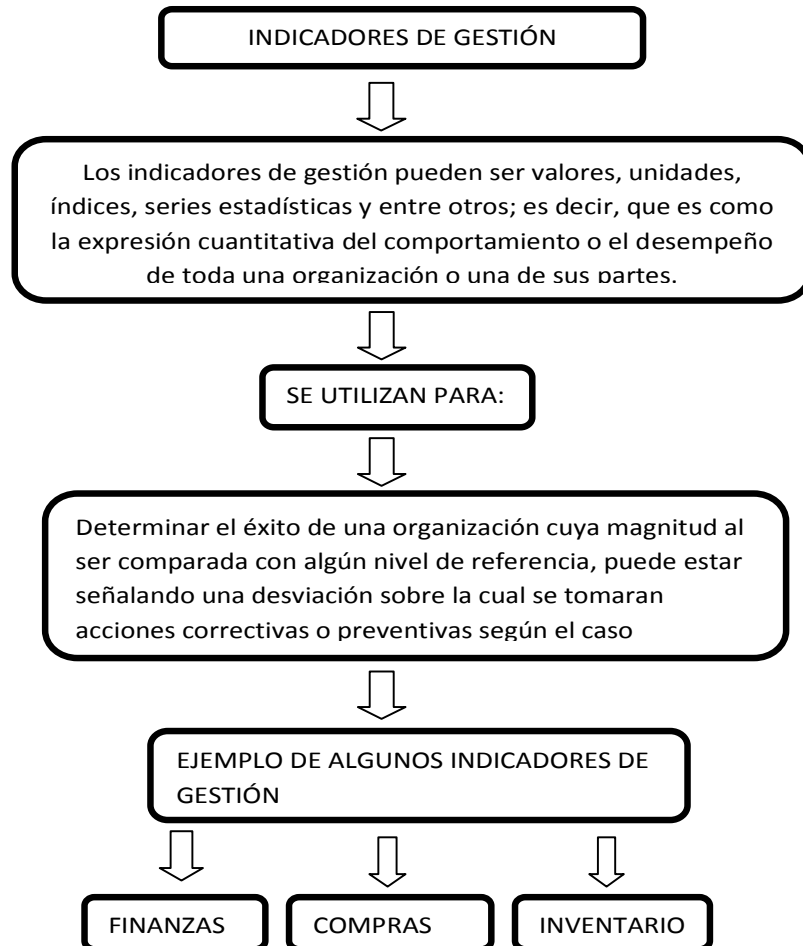 INDICADORES DE GESTIÓN
Los indicadores de gestión pueden ser valores, unidades,
índices, series estadísticas y entre otros; es decir, que es como
la expresión cuantitativa del comportamiento o el desempeño
de toda una organización o una de sus partes.
SE UTILIZAN PARA:
Determinar el éxito de una organización cuya magnitud al
ser comparada con algún nivel de referencia, puede estar
señalando una desviación sobre la cual se tomaran
acciones correctivas o preventivas según el caso
EJEMPLO DE ALGUNOS INDICADORES DE
GESTIÓN
FINANZAS
COMPRAS
INVENTARIO